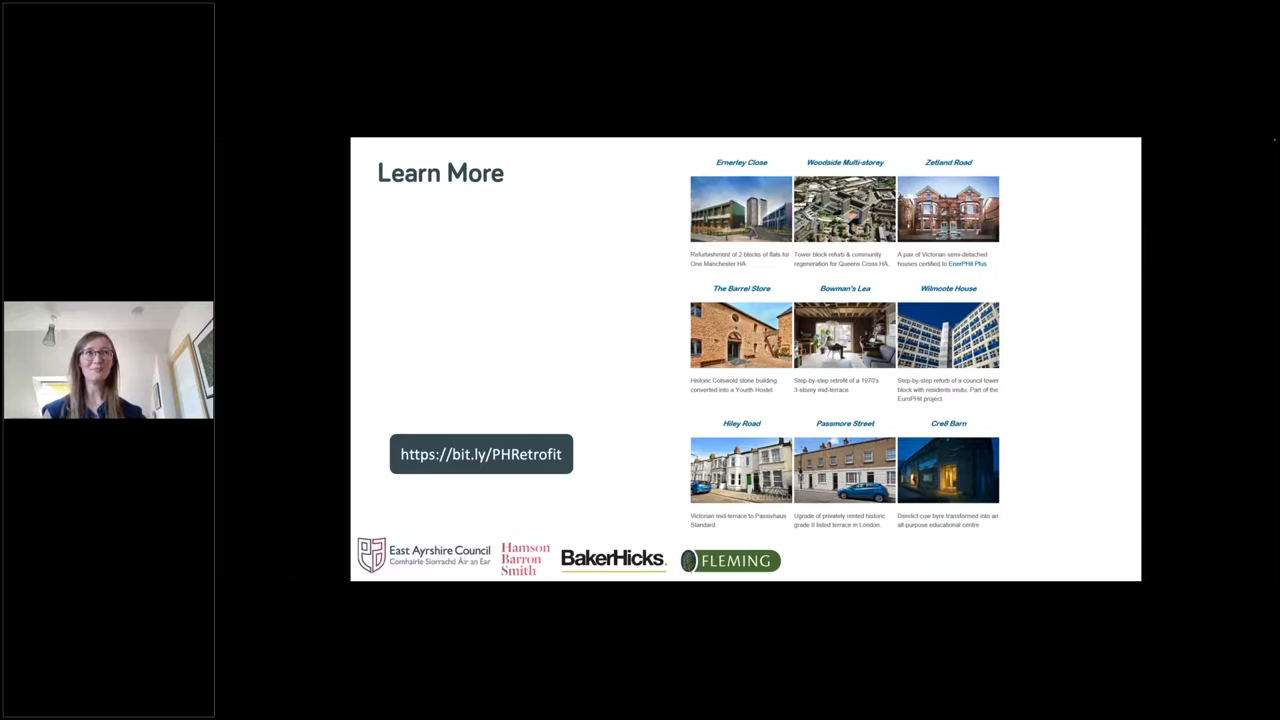 Learn More
https://bit.ly/PHRetrofit
Ernerley Close
Refurbishment of 2 blocks of flats for
One Manchester HA.
Woodside Multi-storey
Tower block refurb & community
regeneration for Queens Cross HA.
Zetland Road
A pair of Victorian semi-detached
houses certified to EnerPHit Plus
The Barrel Store
Historic Cotswold stone building
converted into a Yourth Hostel.
Bowman's Lea
Step-by-step retrofit of a 1970's
3-storey mid-terrace.
Wilmcote House
Step-by-step refurb of a council tower
block with residents insitu. Part of the
EuroPHit project.
Hiley Road
Victorian mid-terrace to Passivhaus
Standard.
Passmore Street
Ugrade of privately rented historic
grade II listed terrace in London.
Cre8 Barn
Derelict cow byre transformed into an
all-purpose educational centre.
East Ayrshire Council
Comhairle Siorrachd Àir an Ear
Hamson
Barron
Smith
BakerHicks.
FLEMING